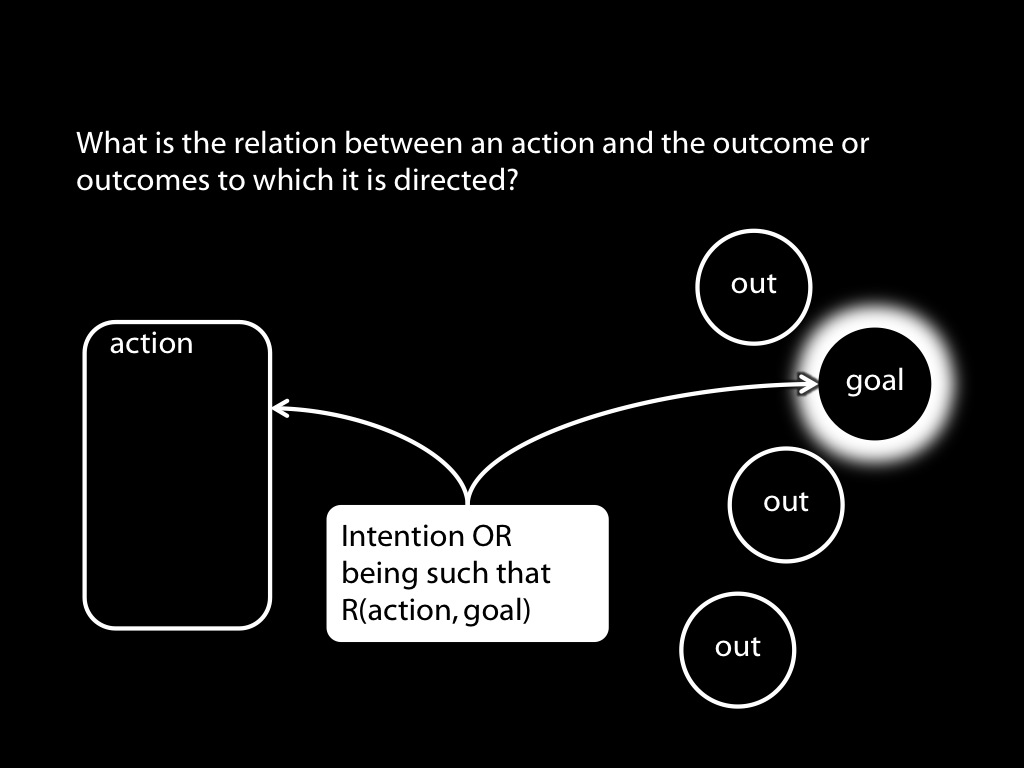 What is the relation between an action and the outcome or
outcomes to which it is directed?
out
action
goal
out
Intention OR
being such that
R(action, goal)
out